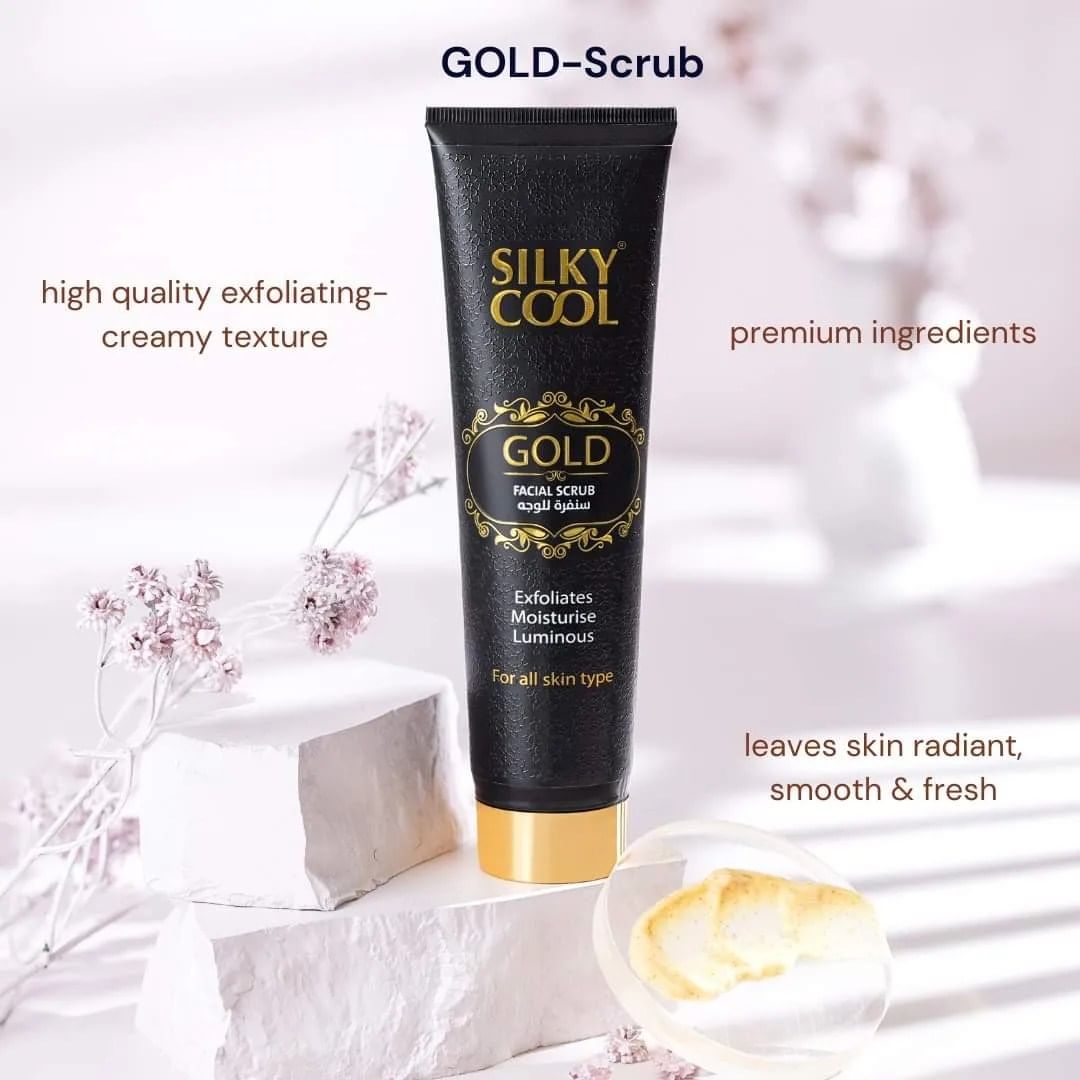 GOLD-Scrub
high quality exfoliating-
creamy texture
premium ingredients
SILKY®
COOL
GOLD
FACIAL SCRUB
سنفرة للوجه
Exfoliates
Moisturise
Luminous
For all skin type
leaves skin radiant,
smooth & fresh